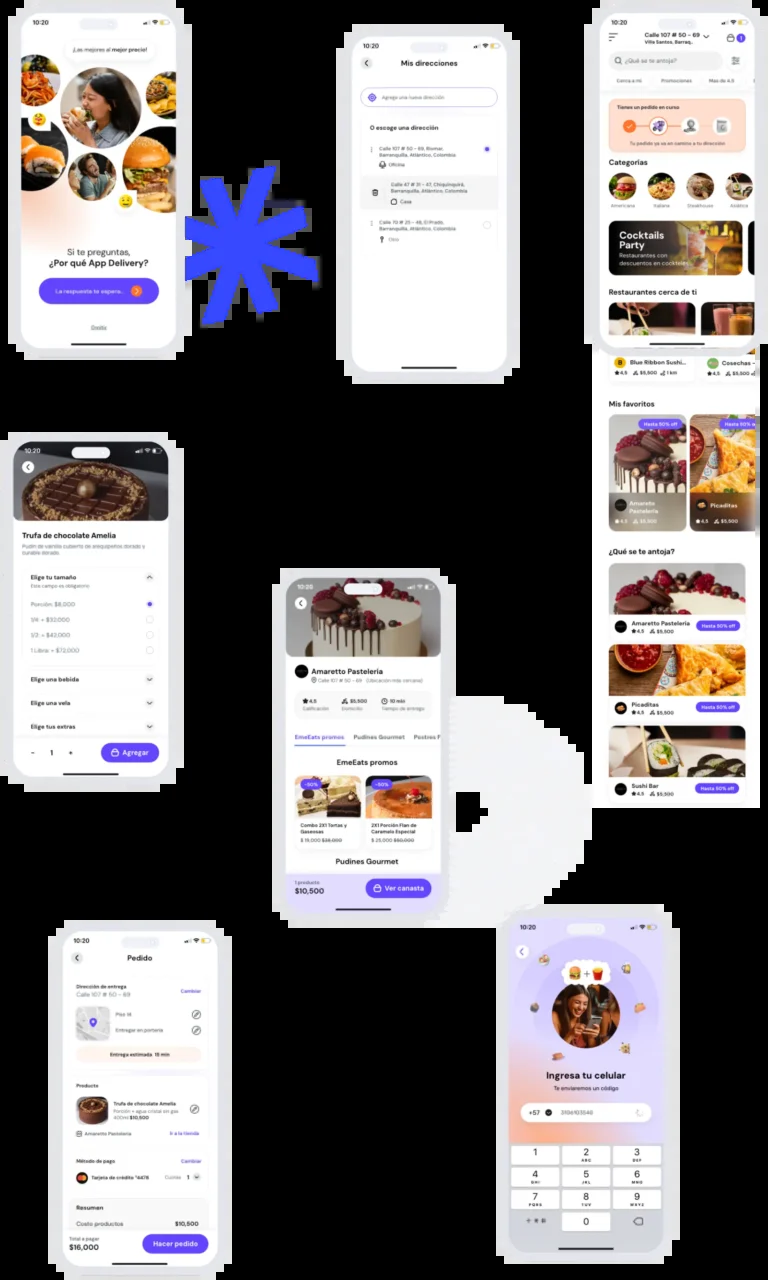 10:20
¡Las mejores al mejor precio!
Si te preguntas,
¿Por qué App Delivery?
La respuesta te espera...
10:20
Mis direcciones
Agrega una nueva dirección
O escoge una dirección
Calle 107 # 50 - 69, Riomar,
Barranquilla, Atlántico, Colombia.
Oficina
Calle 47 # 21 - 47, Chiquinquirá,
Barranquilla, Atlántico, Colombia
Casa
Calle 70 # 25 - 46, El Prado,
Barranquilla, Atlántico, Colombia.
10:20
Calle 107 # 50 - 69
Villa Santos, Barraq..
1
¿Qué se te antoja?
Cerca a mí
Promociones
Mas de 4.5
Tienes un pedido en curso
Tu pedido ya va en camino a tu dirección
Categorías
Americana
Italiana
Steakhouse
Asiática
Cocktails
Party
Restaurantes con
descuentos en cocteles
Restaurantes cerca de ti
Blue Ribbon Sushi...
4,5 $5,500 1 km
Cosechas -
4,5 $5,500
Mis favoritos
Hasta 50% off
Amaretto
Pastelería
4,5 $5,500
Hasta 50% o
Picaditas
4,5 $5,500
¿Qué se te antoja?
Amaretto Pastelería
4,5 $5,500
Hasta 50% off
Picaditas
4,5 $5,500
Hasta 50% off
Sushi Bar
4,5 $5,500
Hasta 50% off
10:20
Trufa de chocolate Amelia
Elige tu tamaño
Este campo es obligatorio
Porción: $8,000
1/4: + $32,000
1/2: + $42,000
1 Libra: + $72,000
Elige una bebida
Elige una vela
Elige tus extras
- 1 +
Agregar
10:20
Amaretto Pastelería
Calle 107 # 50 - 69 (Ubicación más cercana)
4,5
Calificación
$5,500
Domicilio
10 min
Tiempo de entrega
EmeEats promos
Pudines Gourmet
Postres F
EmeEats promos
-50%
Combo 2X1 Tortas y
Gaseosas
$ 19,000 $38,000
-50%
2X1 Porción Flan de
Caramelo Especial
$ 25,000 $50,000
Pudines Gourmet
1 producto
$10,500
Ver canasta
10:20
Pedido
Dirección de entrega
Calle 107 # 50 - 69
Cambiar
Piso 14
Entregar en portería
Entrega estimada: 15 min
Producto
Trufa de chocolate Amelia
Porción + agua cristal sin gas
400ml $10,500
Amaretto Pastelería
Ir a la tienda
Método de pago
Cambiar
Tarjeta de crédito *4478
Cuotas 1
Resumen
Costo productos $10,500
Total a pagar
$16,000
Hacer pedido
10:20
Ingresa tu celular
Te enviaremos un código
+57
1
2
ABC
3
DEF
4
GHI
5
JKL
6
MNO
7
PQRS
8
TUV
9
WXYZ
+ * #
0